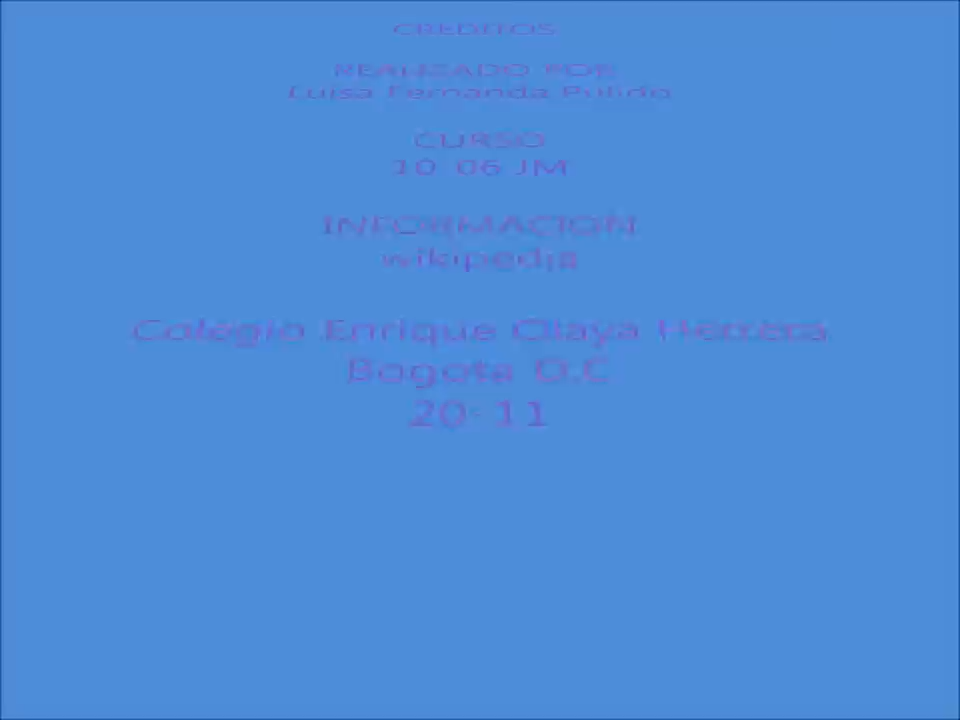 CREDITOS
REALIZADO POR
Luisa Fernanda Pulido
CURSO
10 06 JM
INFORMACION
wikipedia
Colegio Enrique Olaya Herrera
Bogota D.C
20 11